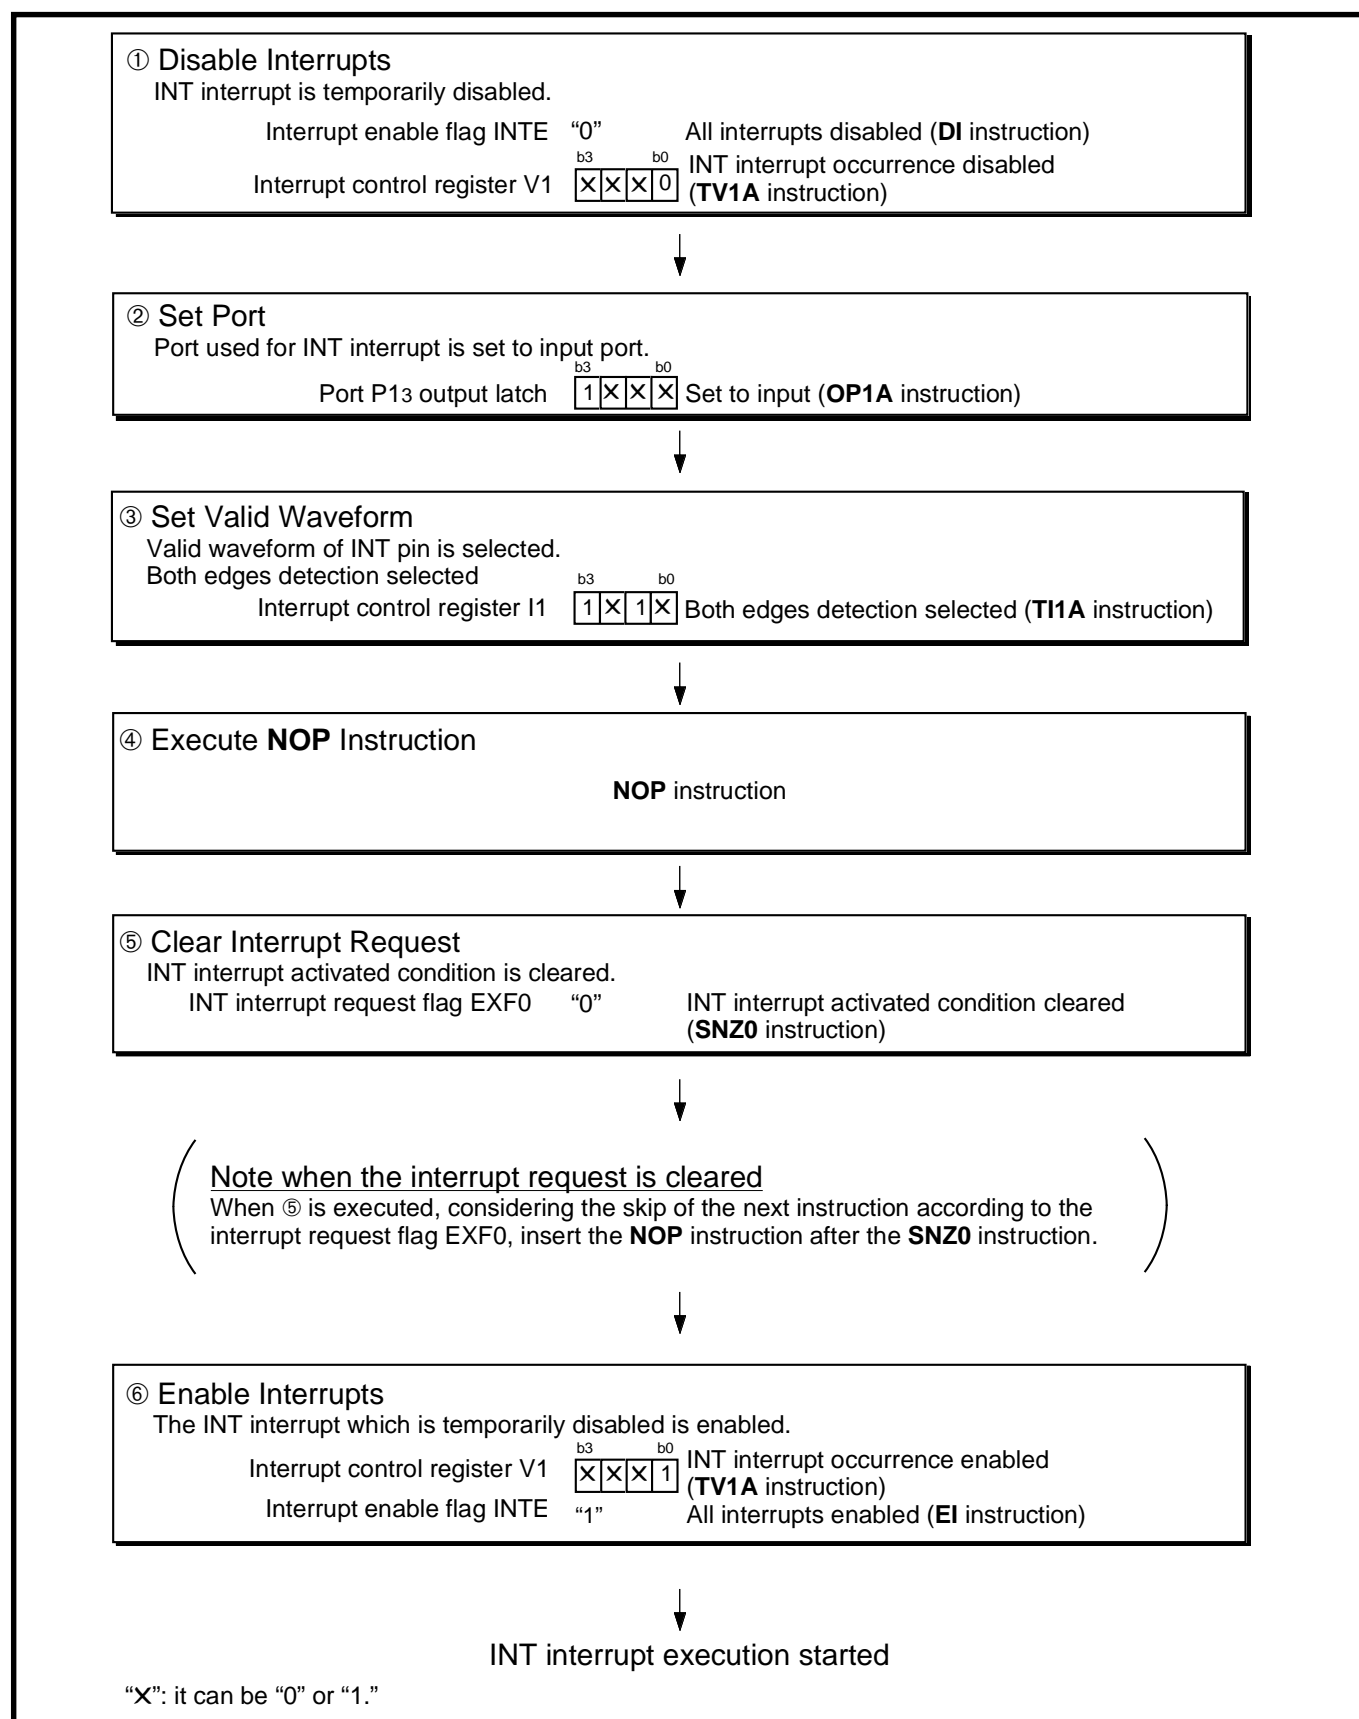 ① Disable Interrupts
INT interrupt is temporarily disabled.
Interrupt enable flag INTE “0” All interrupts disabled (DI instruction)
b3 b0 INT interrupt occurrence disabled
Interrupt control register V1 ✕ ✕ ✕ 0 (TV1A instruction)
② Set Port
Port used for INT interrupt is set to input port.
b3 b0
Port P13 output latch 1 ✕ ✕ ✕ Set to input (OP1A instruction)
③ Set Valid Waveform
Valid waveform of INT pin is selected.
Both edges detection selected
b3 b0
Interrupt control register I1 1 ✕ 1 ✕ Both edges detection selected (TI1A instruction)
④ Execute NOP Instruction
NOP instruction
⑤ Clear Interrupt Request
INT interrupt activated condition is cleared.
INT interrupt request flag EXF0 “0” INT interrupt activated condition cleared
(SNZ0 instruction)
Note when the interrupt request is cleared
When ⑤ is executed, considering the skip of the next instruction according to the
interrupt request flag EXF0, insert the NOP instruction after the SNZ0 instruction.
⑥ Enable Interrupts
The INT interrupt which is temporarily disabled is enabled.
b3 b0 INT interrupt occurrence enabled
Interrupt control register V1 ✕ ✕ ✕ 1 (TV1A instruction)
Interrupt enable flag INTE “1” All interrupts enabled (EI instruction)
INT interrupt execution started
“✕”: it can be “0” or “1.”